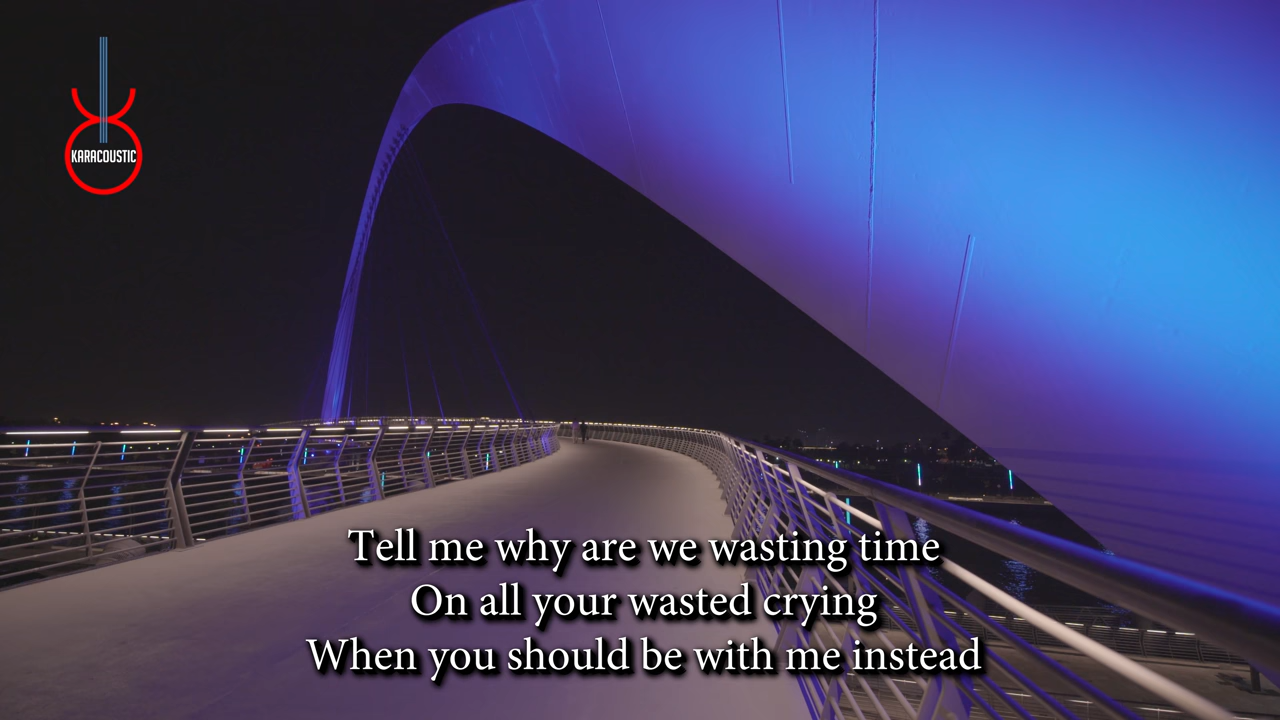 KARACOUSTIC
Tell me why are we wasting time
On all your wasted crying
When you should be with me instead